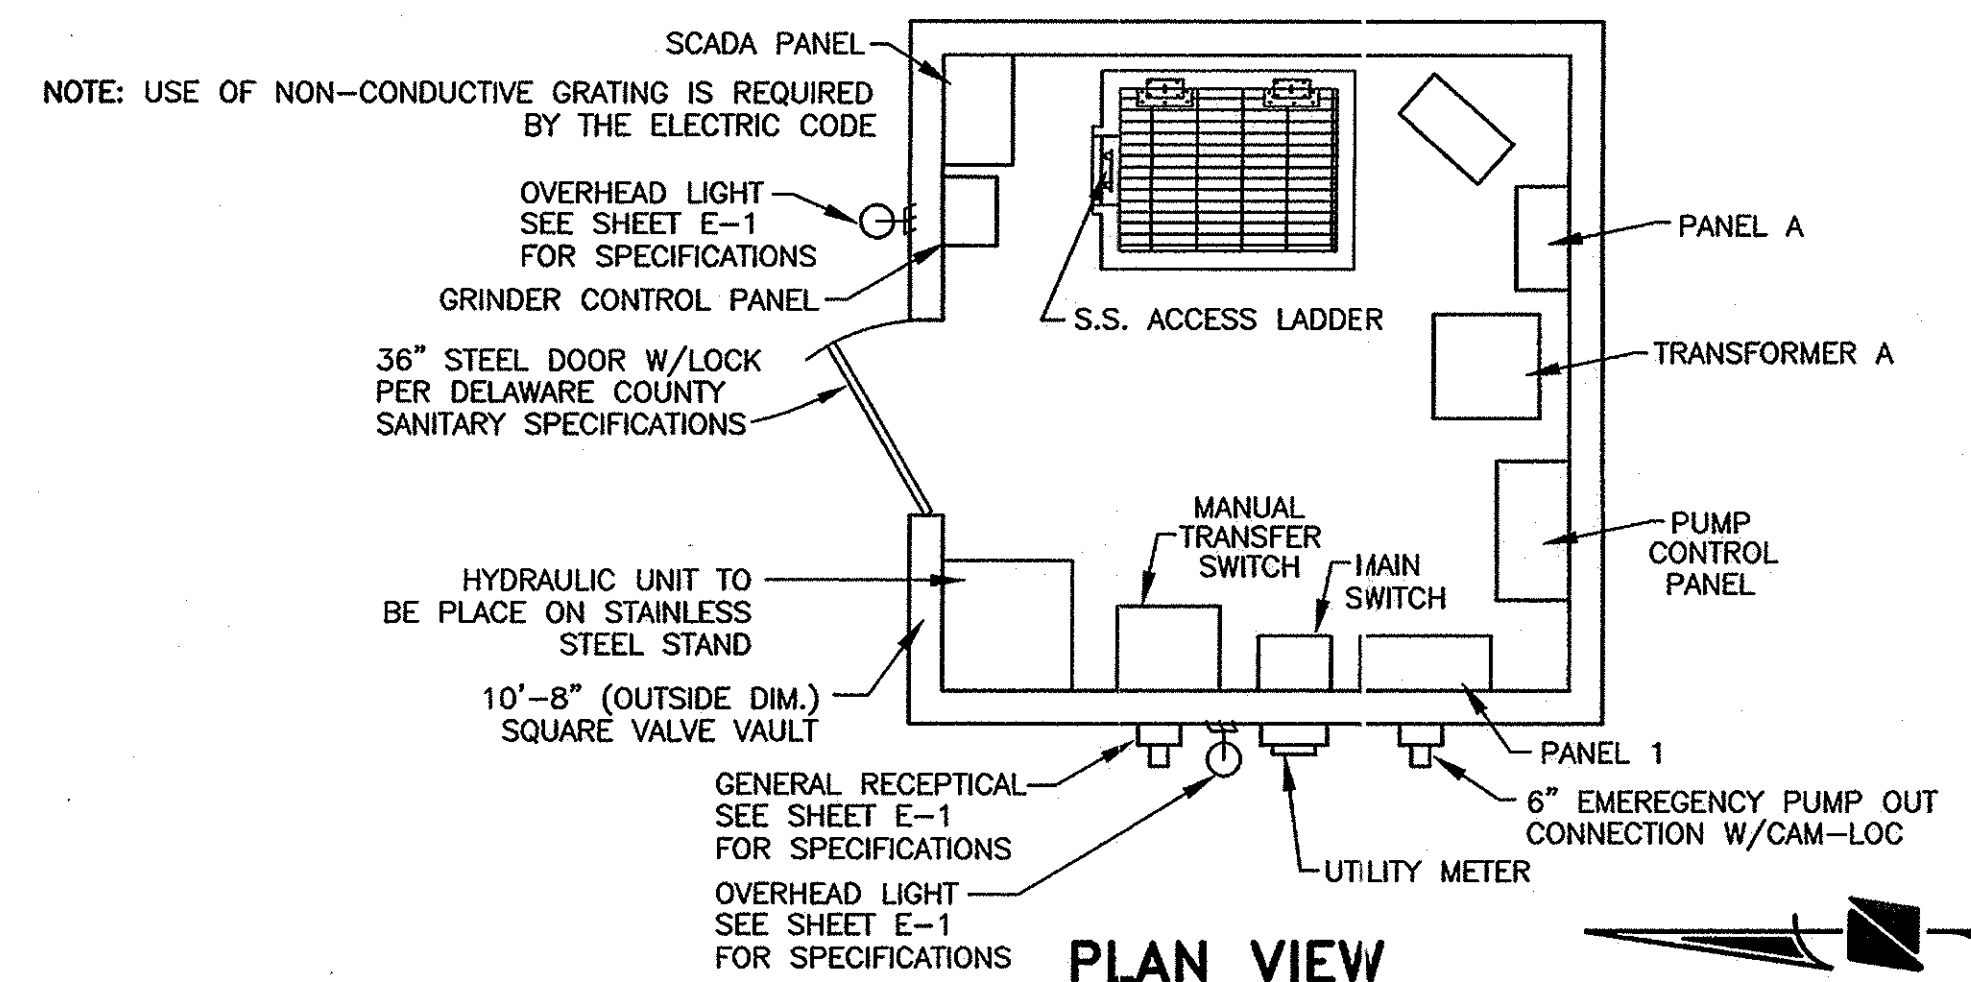 SCADA PANEL
NOTE: USE OF NON-CONDUCTIVE GRATING IS REQUIRED
BY THE ELECTRIC CODE
OVERHEAD LIGHT
SEE SHEET E-1
FOR SPECIFICATIONS
GRINDER CONTROL PANEL
36" STEEL DOOR W/LOCK
PER DELAWARE COUNTY
SANITARY SPECIFICATIONS
HYDRAULIC UNIT TO
BE PLACE ON STAINLESS
STEEL STAND
10'-8" (OUTSIDE DIM.)
SQUARE VALVE VAULT
S.S. ACCESS LADDER
PANEL A
TRANSFORMER A
MANUAL
TRANSFER
SWITCH
MAIN
SWITCH
PUMP
CONTROL
PANEL
PANEL 1
GENERAL RECEPTICAL
SEE SHEET E-1
FOR SPECIFICATIONS
6" EMEREGENCY PUMP OUT
CONNECTION W/CAM-LOC
UTILITY METER
OVERHEAD LIGHT
SEE SHEET E-1
FOR SPECIFICATIONS
PLAN VIEW